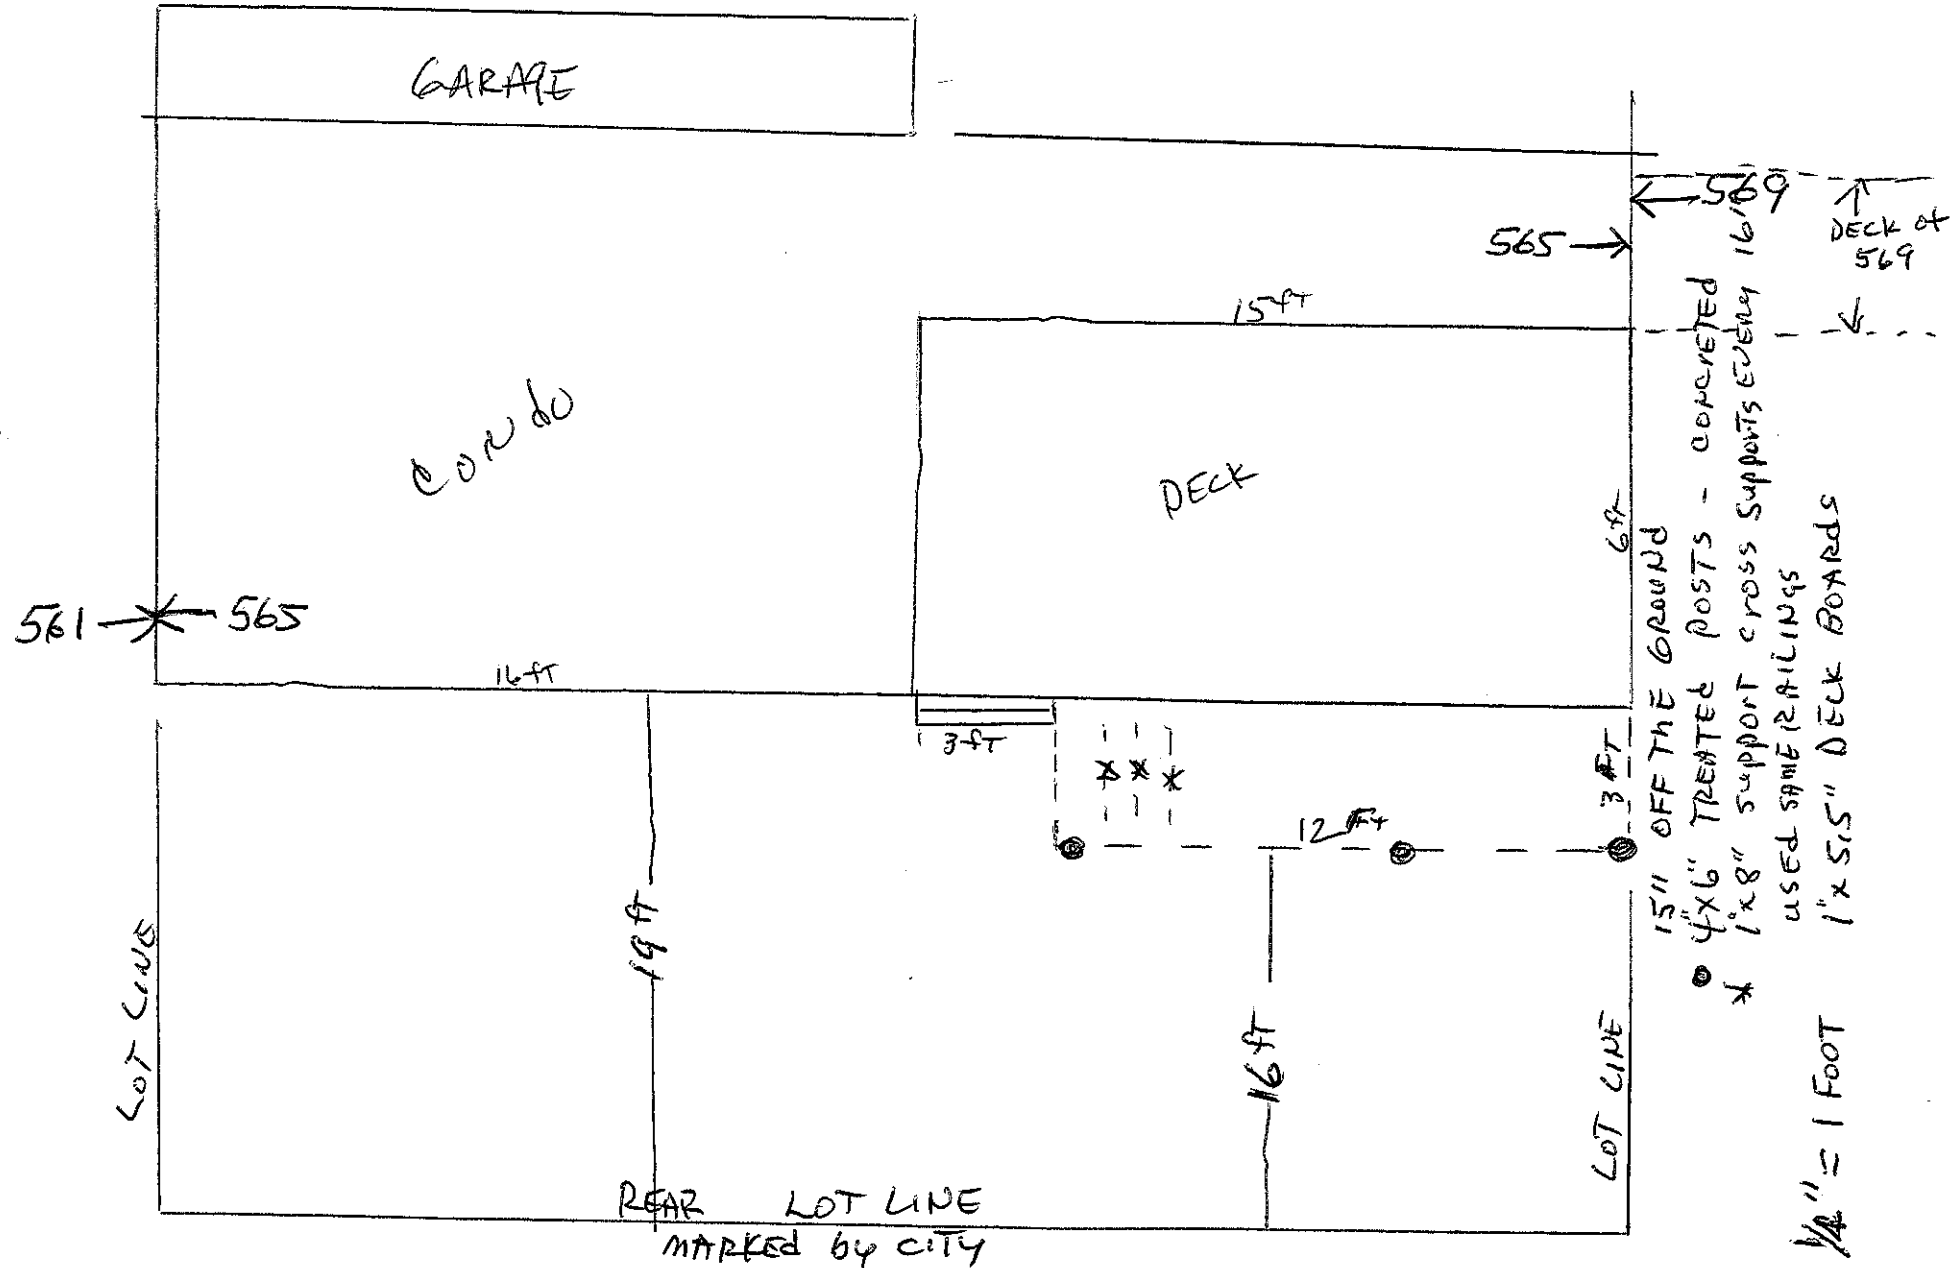 GARAGE
569
565
DECK at
569
15 ft
CONdO
DECK
6 ft
561
565
16 ft
3 ft
3 FT
12 Ft
19 ft
16 ft
LOT LINE
LOT LINE
REAR LOT LINE
MARKEd by CITY
15" OFF THE GROUNd
4"X6" TREATEd POSTS - CONCRETEd
* 1"x8" support cross supports EVERY 16"
USEd SAME RAILINGS
1"x5.5" DECK BOARdS
1/4" = 1 FOOT